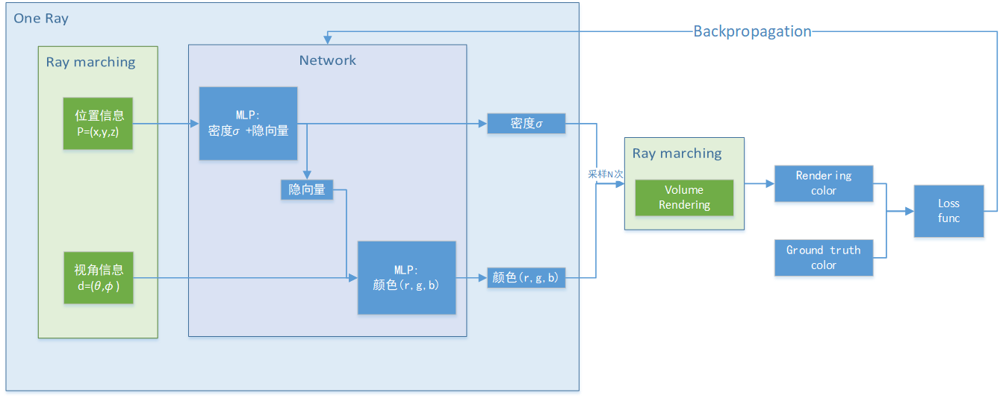 One Ray
Backpropagation
Ray marching
Network
位置信息
P=(x,y,z)
MLP:
密度σ +隐向量
密度σ
隐向量
采样N次
Ray marching
Volume
Rendering
Rendering
color
Loss
func
Ground truth
color
视角信息
d=(θ,ϕ)
MLP:
颜色(r,g,b)
颜色(r,g,b)